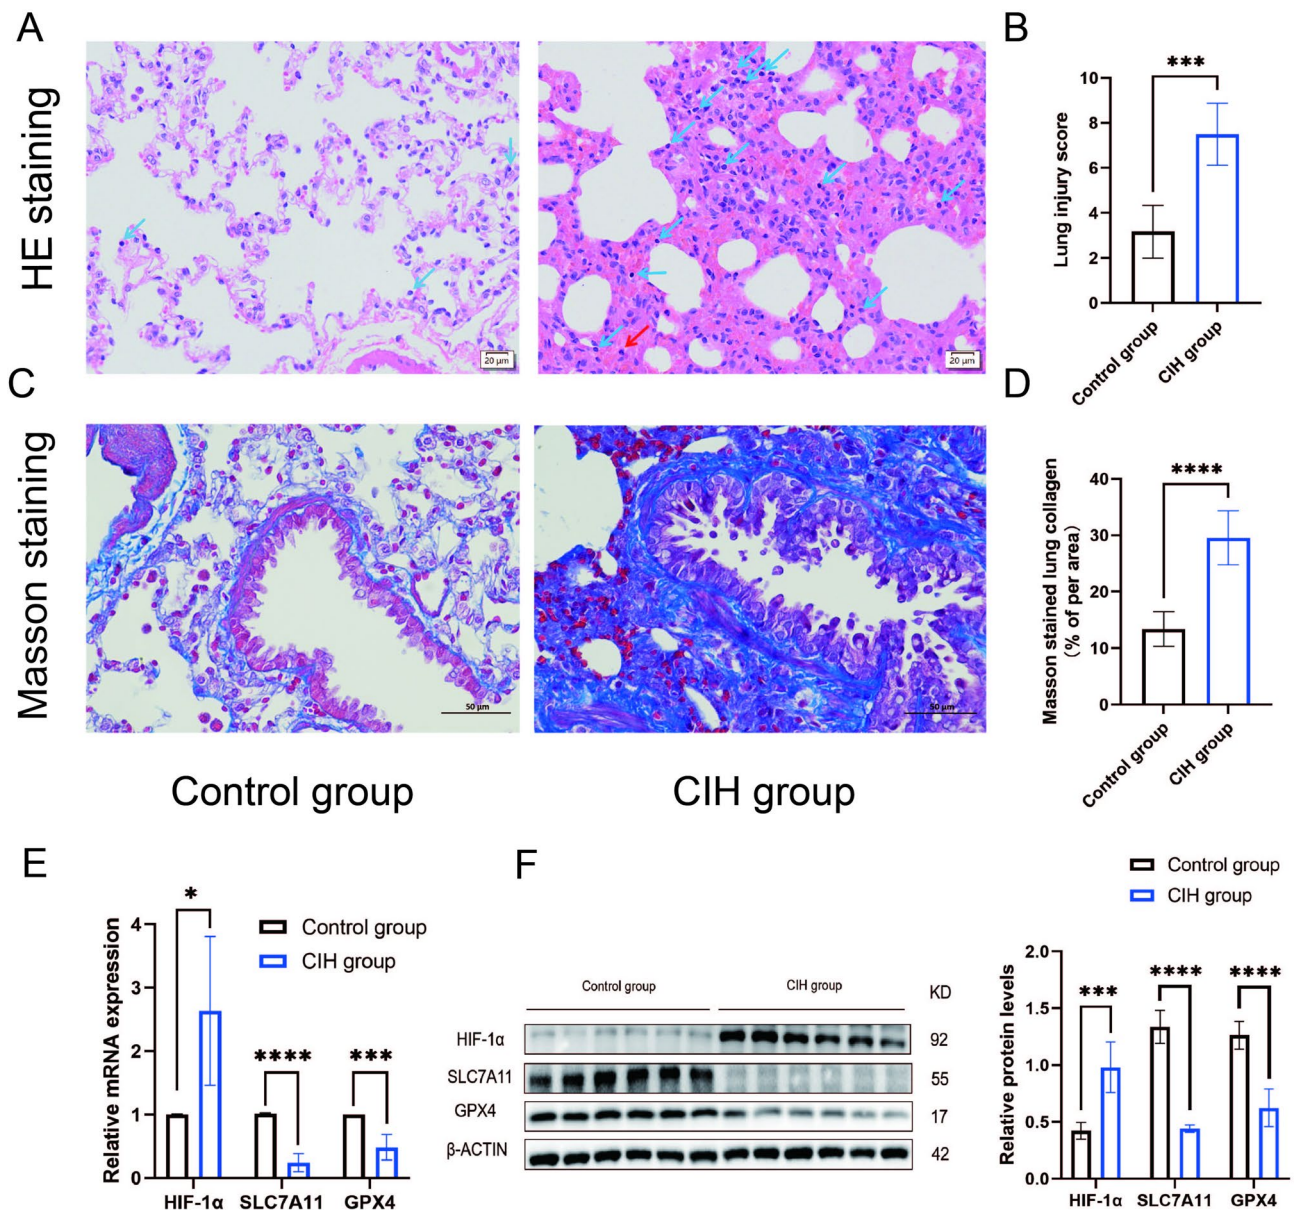 A
HE staining
20 μm
20 μm
B
Lung injury score
10
8
6
4
2
0
***
Control group
CIH group
C
Masson staining
50 μm
50 μm
Control group
CIH group
D
Masson stained lung collagen
(% of per area)
40
30
20
10
0
****
Control group
CIH group
E
Relative mRNA expression
4
3
2
1
0
*
****
***
Control group
CIH group
HIF-1α SLC7A11 GPX4
F
Control group CIH group KD
HIF-1α 92
SLC7A11 55
GPX4 17
β-ACTIN 42
Control group
CIH group
Relative protein levels
2.0
1.5
1.0
0.5
0.0
***
****
****
HIF-1α SLC7A11 GPX4